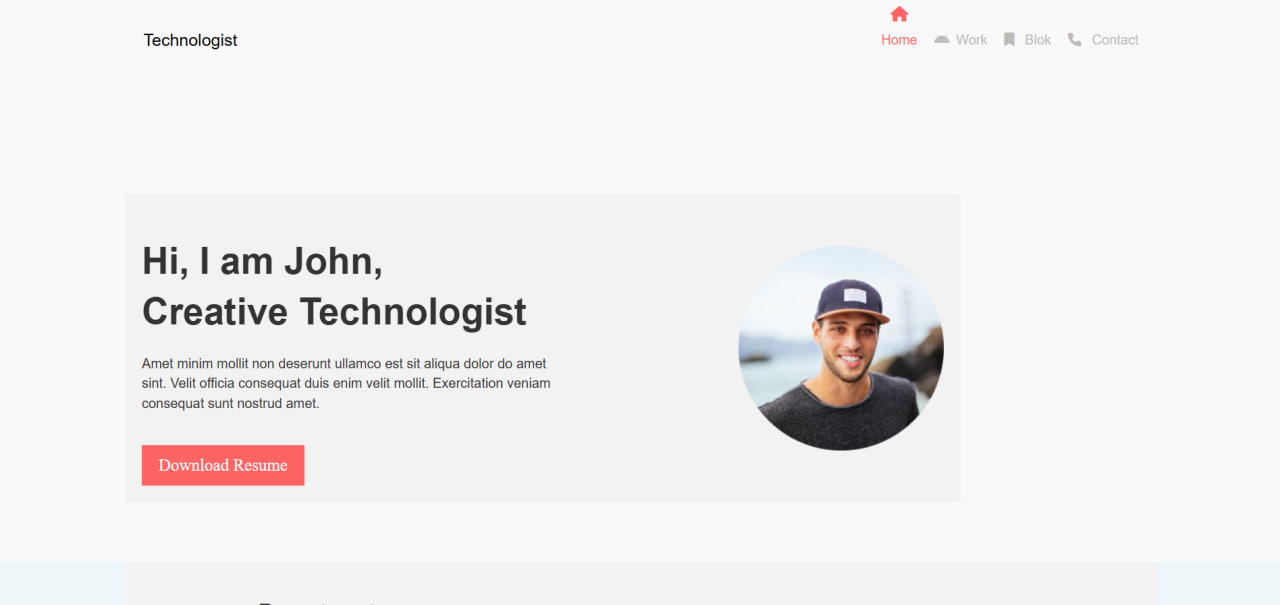 Technologist
Home Work Blok Contact
Hi, I am John,
Creative Technologist
Amet minim mollit non deserunt ullamco est sit aliqua dolor do amet
sint. Velit officia consequat duis enim velit mollit. Exercitation veniam
consequat sunt nostrud amet.
Download Resume